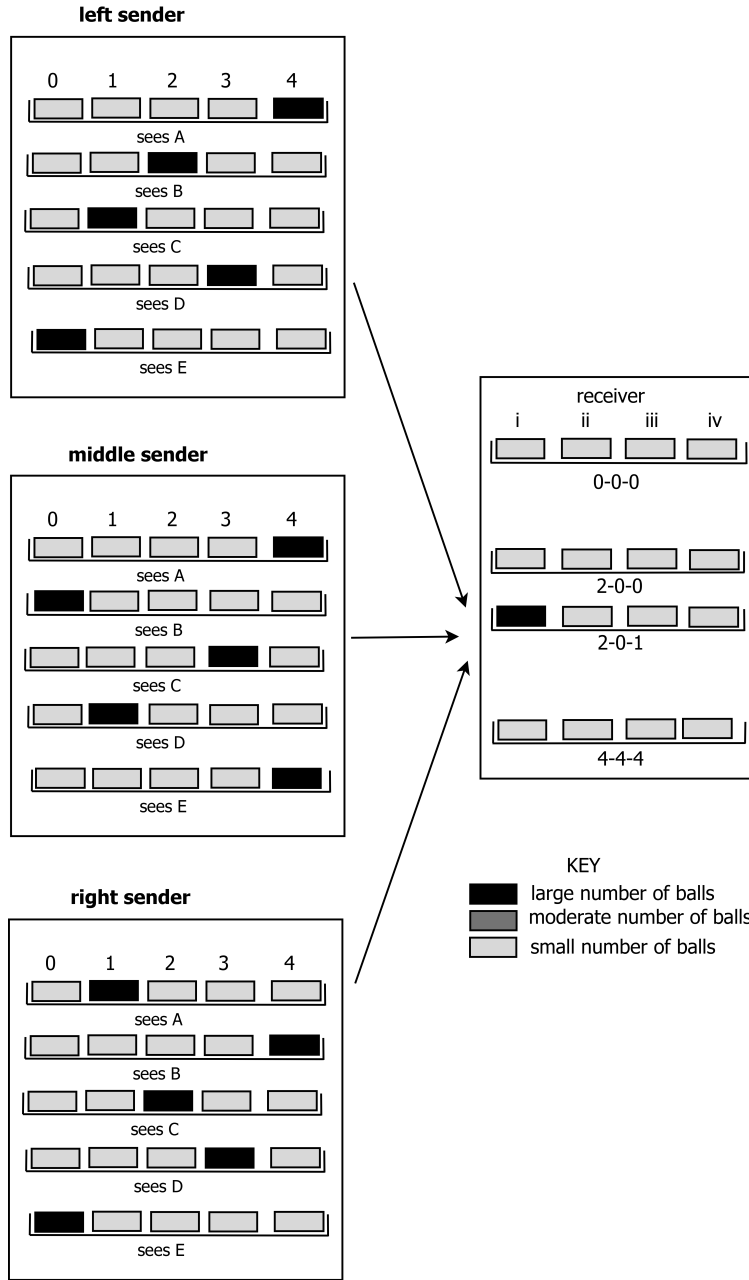 left sender
0 1 2 3 4
sees A
sees B
sees C
sees D
sees E
middle sender
0 1 2 3 4
sees A
sees B
sees C
sees D
sees E
right sender
0 1 2 3 4
sees A
sees B
sees C
sees D
sees E
receiver
i ii iii iv
0-0-0
2-0-0
2-0-1
4-4-4
KEY
large number of balls
moderate number of balls
small number of balls